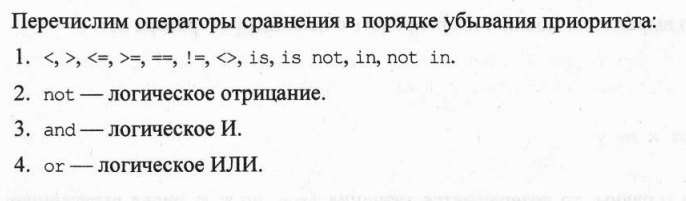 Перечислим операторы сравнения в порядке убывания приоритета:
1. <, >, <=, >=, ==, !=, <>, is, is not, in, not in.
2. not — логическое отрицание.
3. and — логическое И.
4. or — логическое ИЛИ.